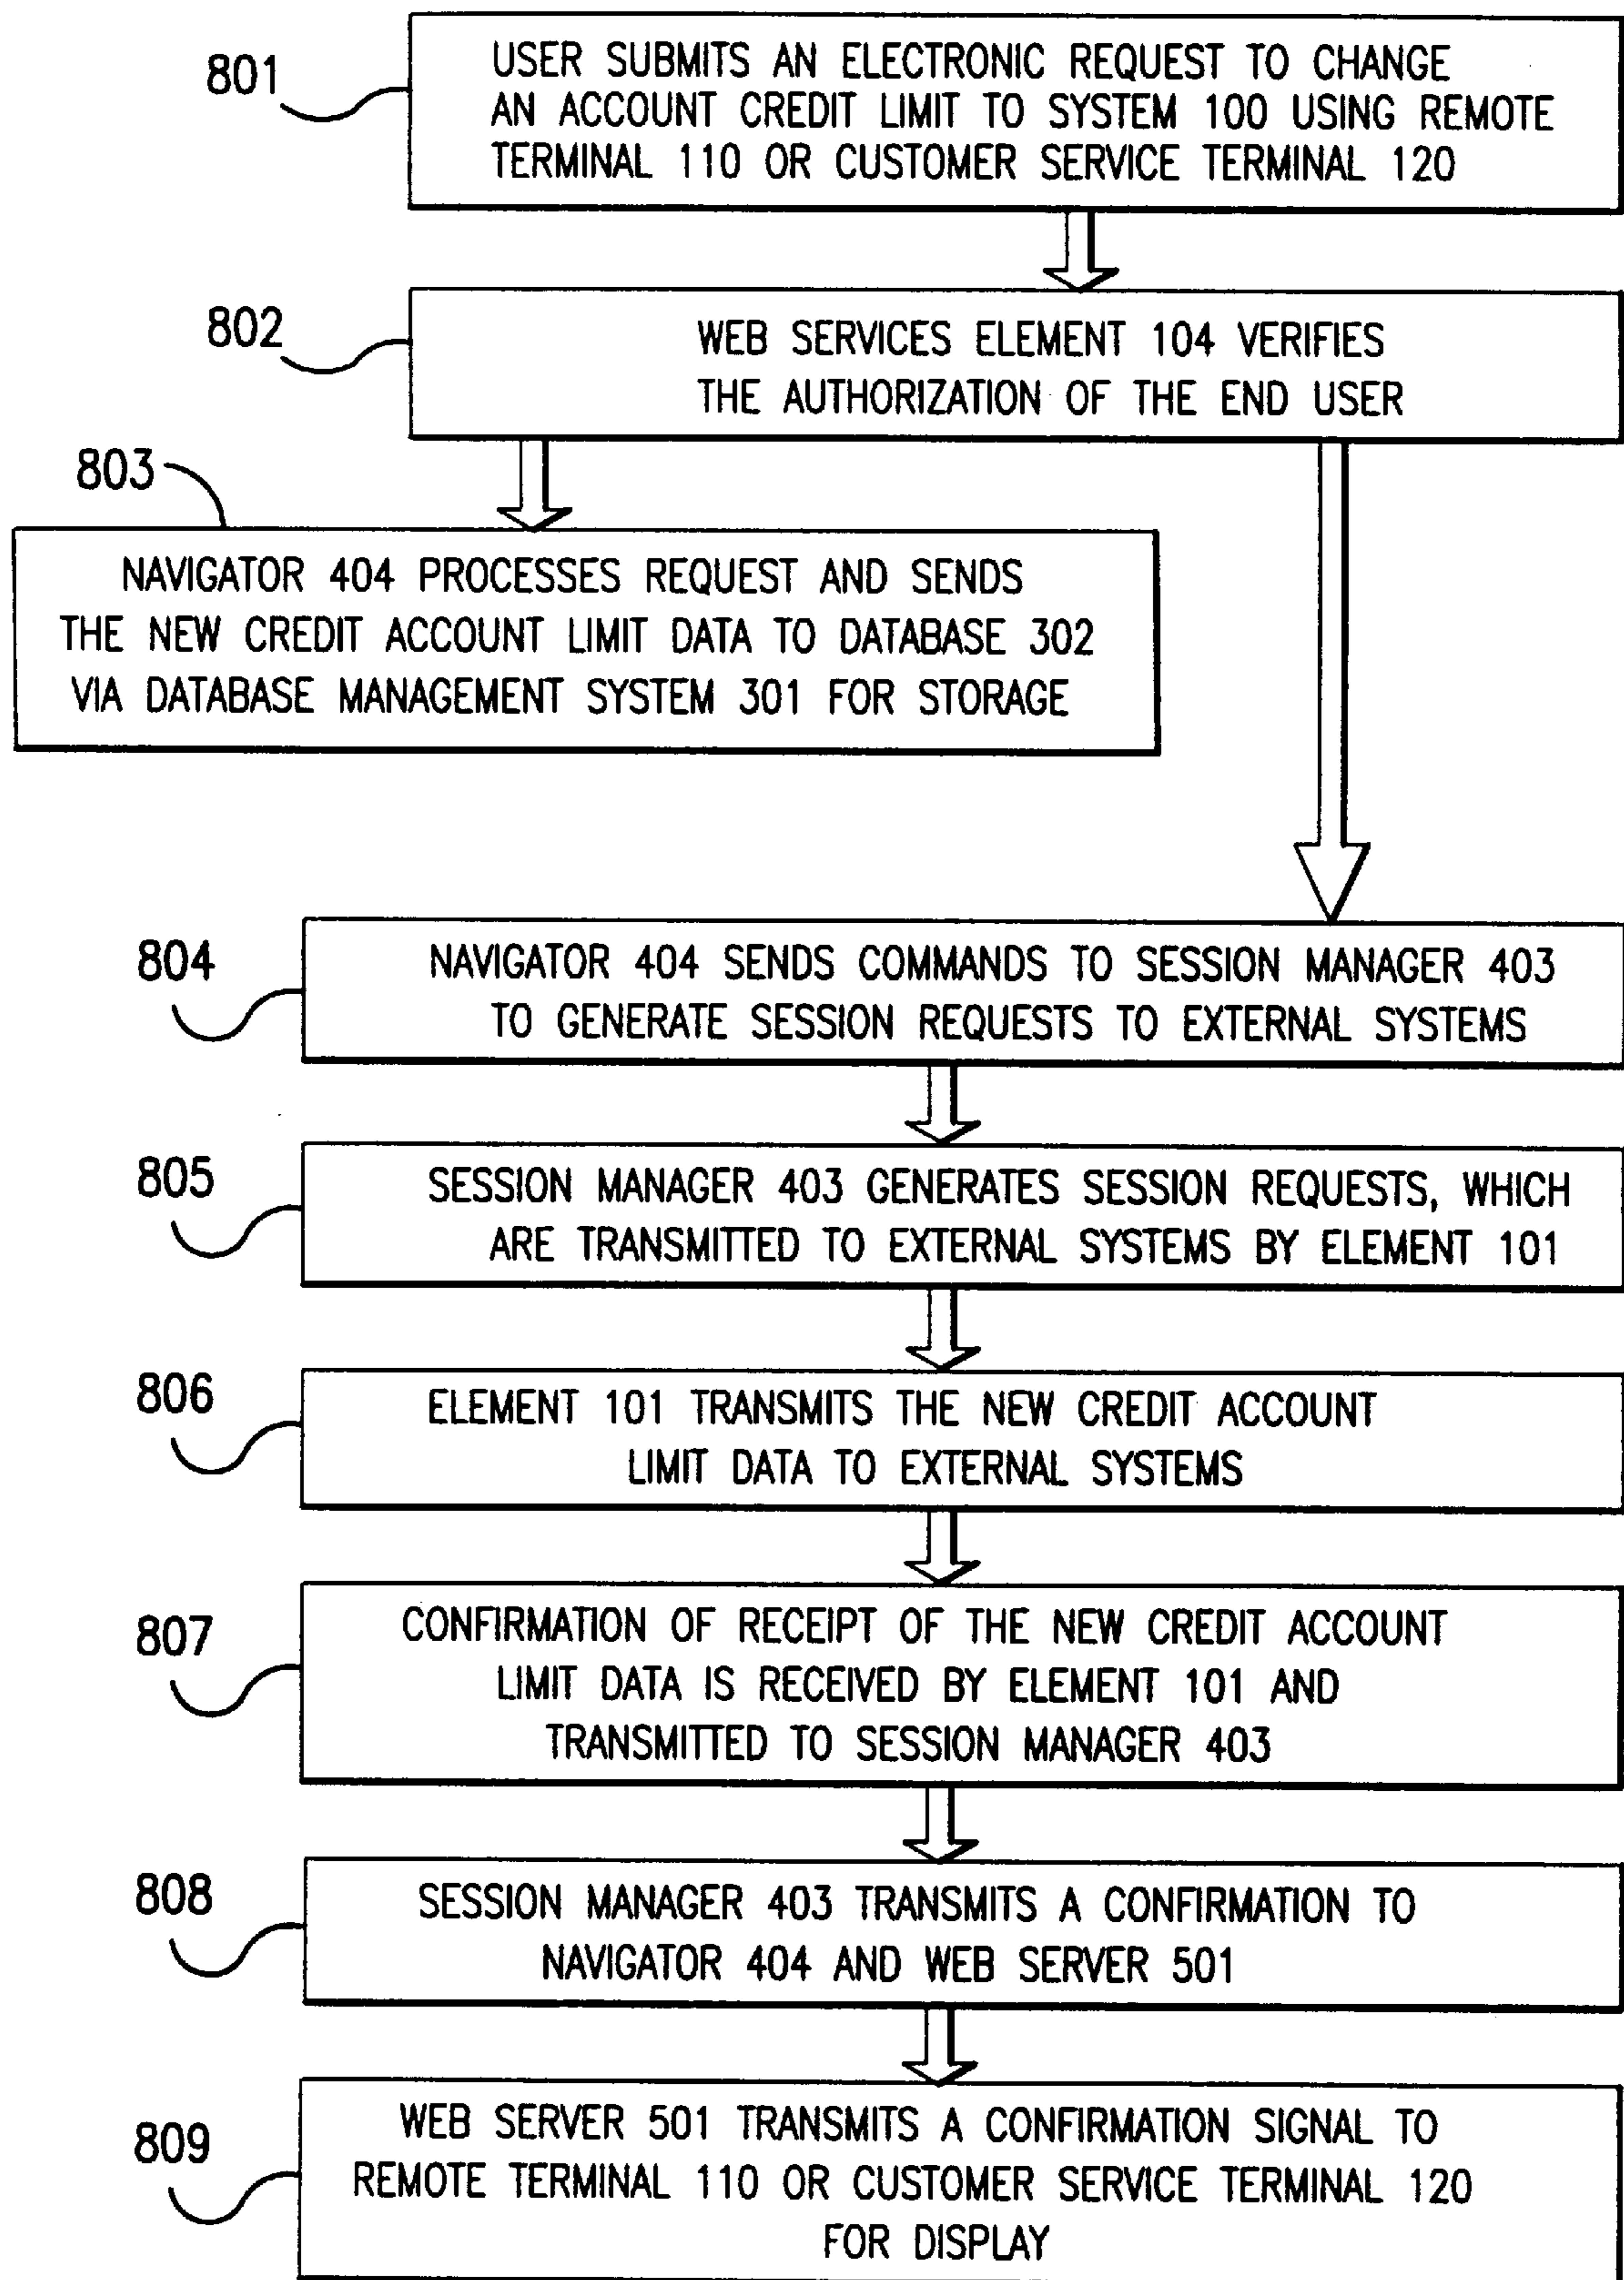 801
USER SUBMITS AN ELECTRONIC REQUEST TO CHANGE
AN ACCOUNT CREDIT LIMIT TO SYSTEM 100 USING REMOTE
TERMINAL 110 OR CUSTOMER SERVICE TERMINAL 120
802
WEB SERVICES ELEMENT 104 VERIFIES
THE AUTHORIZATION OF THE END USER
803
NAVIGATOR 404 PROCESSES REQUEST AND SENDS
THE NEW CREDIT ACCOUNT LIMIT DATA TO DATABASE 302
VIA DATABASE MANAGEMENT SYSTEM 301 FOR STORAGE
804
NAVIGATOR 404 SENDS COMMANDS TO SESSION MANAGER 403
TO GENERATE SESSION REQUESTS TO EXTERNAL SYSTEMS
805
SESSION MANAGER 403 GENERATES SESSION REQUESTS, WHICH
ARE TRANSMITTED TO EXTERNAL SYSTEMS BY ELEMENT 101
806
ELEMENT 101 TRANSMITS THE NEW CREDIT ACCOUNT
LIMIT DATA TO EXTERNAL SYSTEMS
807
CONFIRMATION OF RECEIPT OF THE NEW CREDIT ACCOUNT
LIMIT DATA IS RECEIVED BY ELEMENT 101 AND
TRANSMITTED TO SESSION MANAGER 403
808
SESSION MANAGER 403 TRANSMITS A CONFIRMATION TO
NAVIGATOR 404 AND WEB SERVER 501
809
WEB SERVER 501 TRANSMITS A CONFIRMATION SIGNAL TO
REMOTE TERMINAL 110 OR CUSTOMER SERVICE TERMINAL 120
FOR DISPLAY